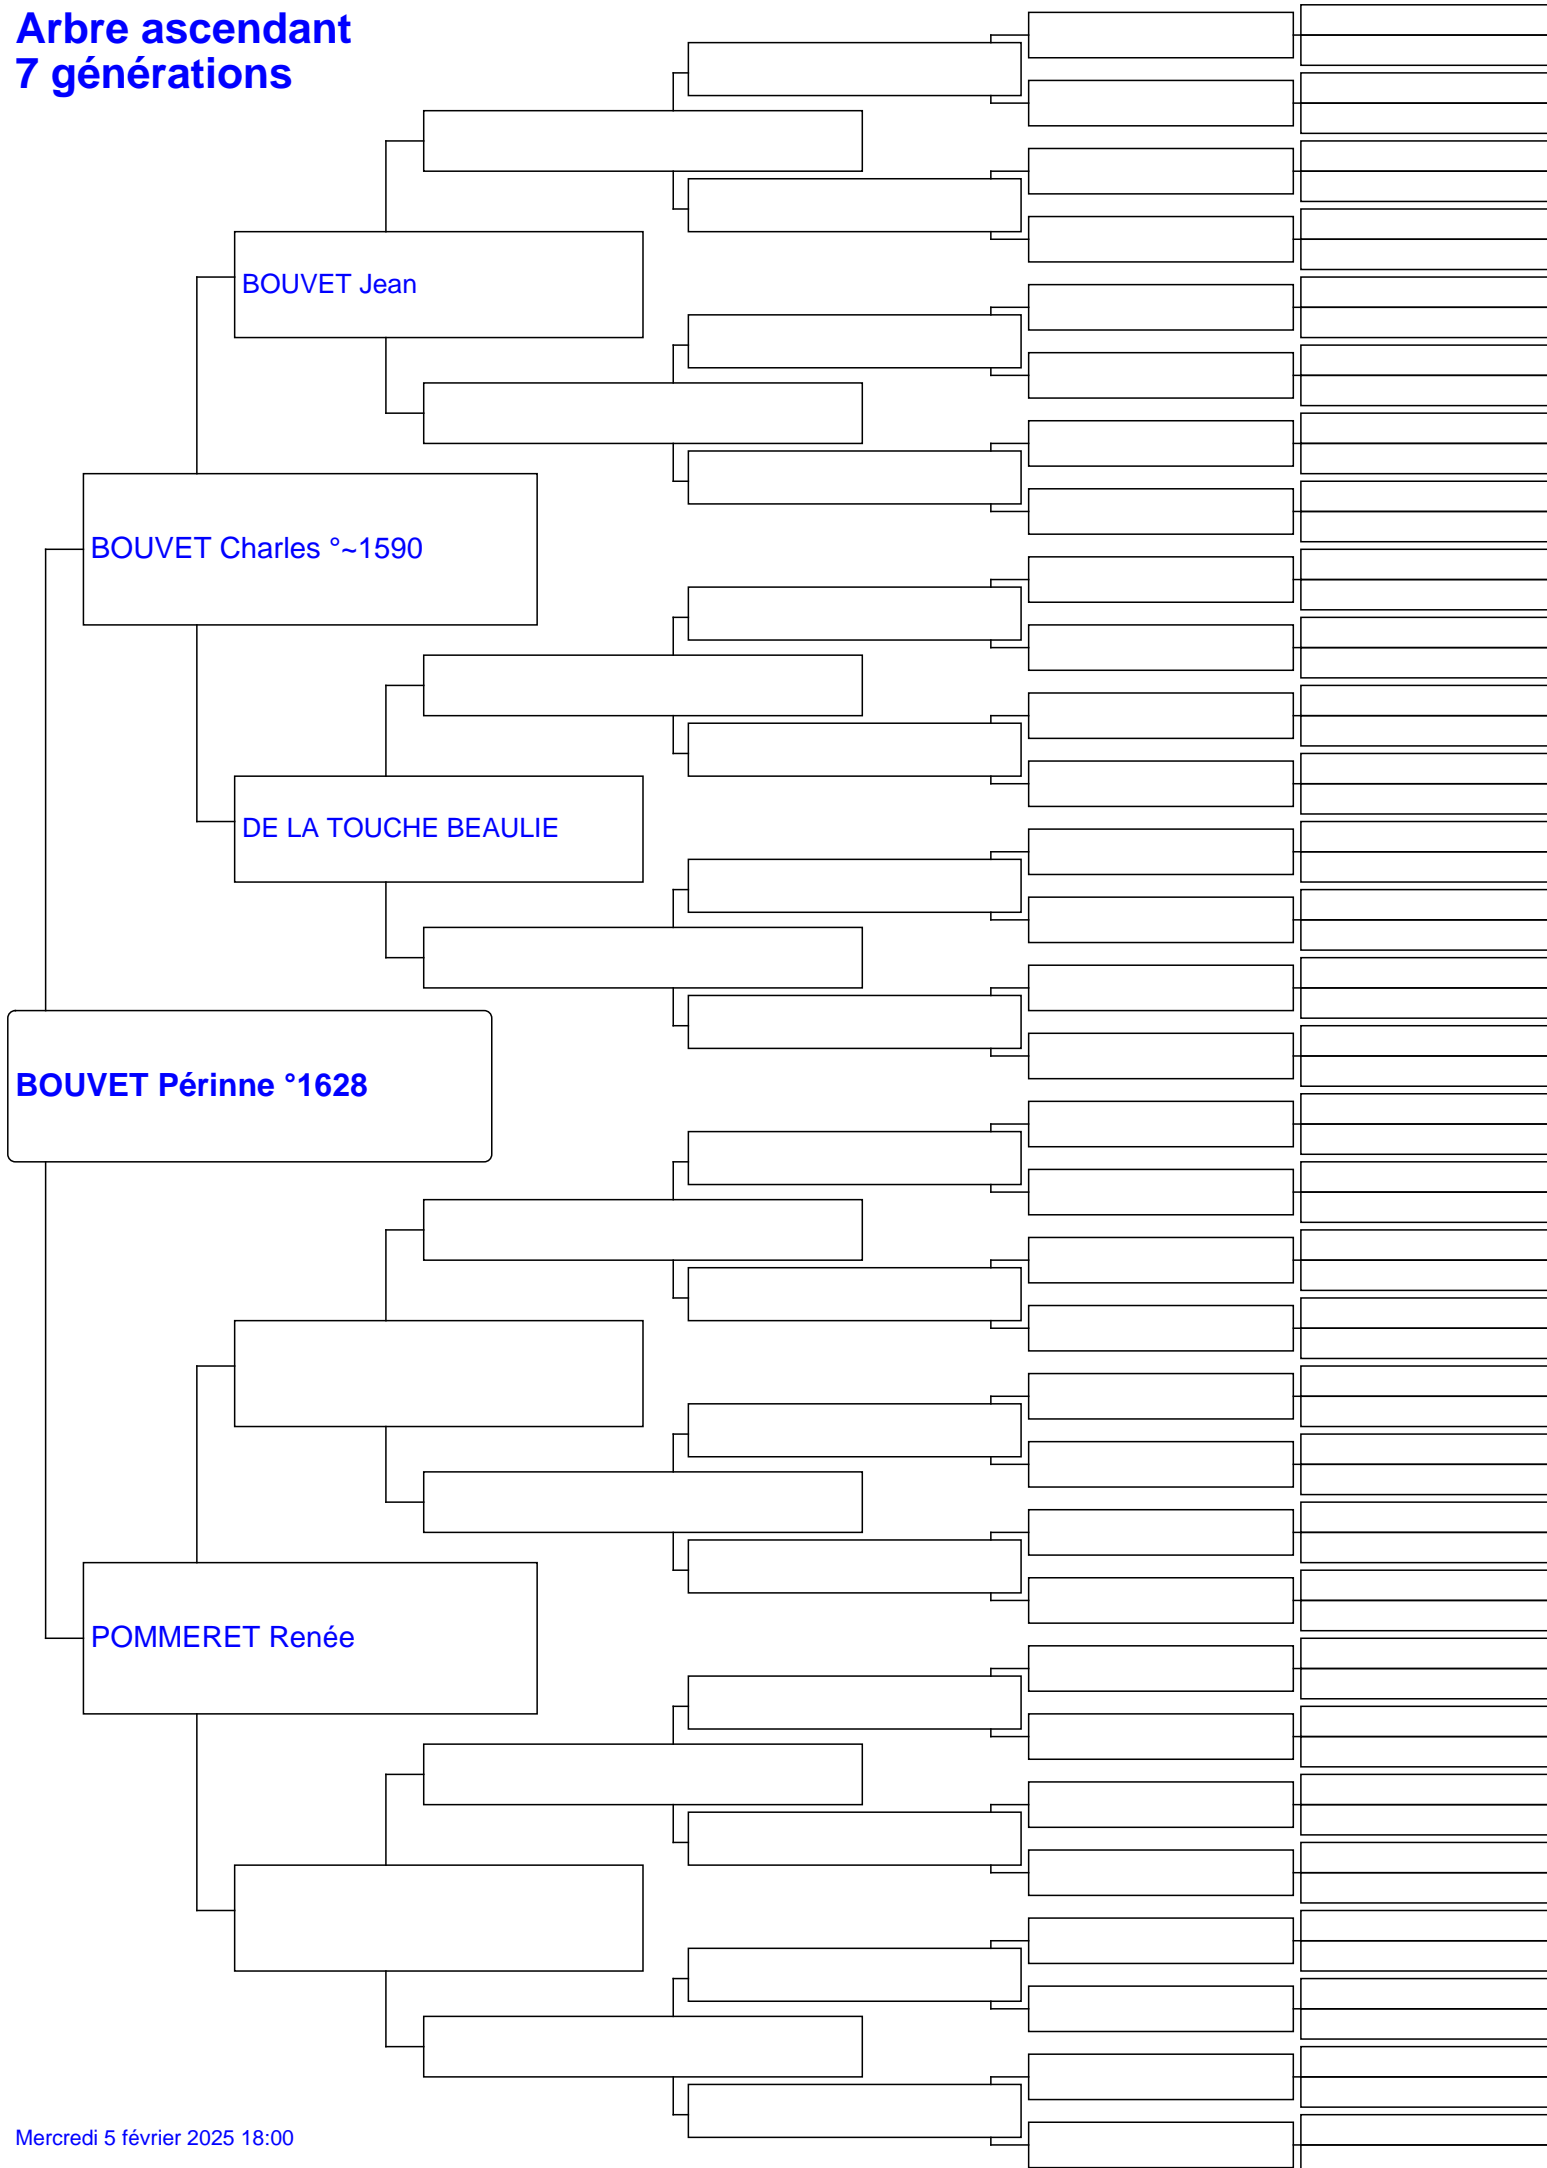 Arbre ascendant
7 générations
BOUVET Jean
BOUVET Charles °~1590
DE LA TOUCHE BEAULIE
BOUVET Périnne °1628
POMMERET Renée
Mercredi 5 février 2025 18:00